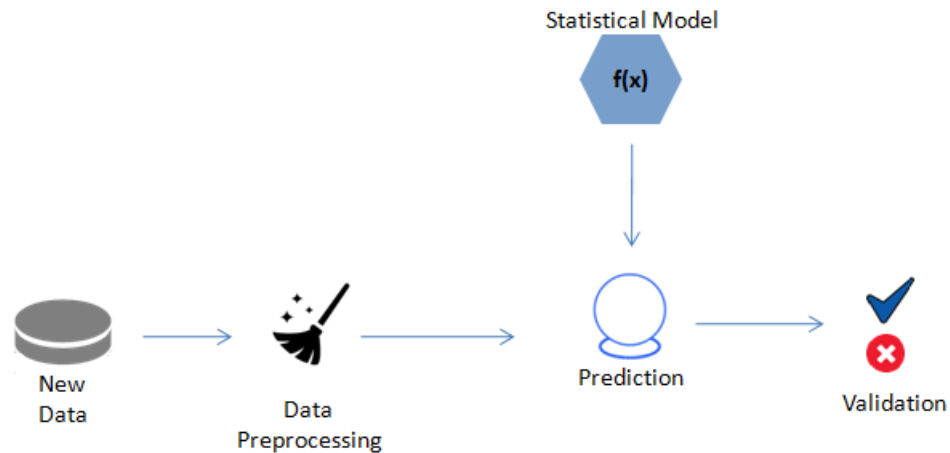 Statistical Model
f(x)
New
Data
Data
Preprocessing
Prediction
Validation